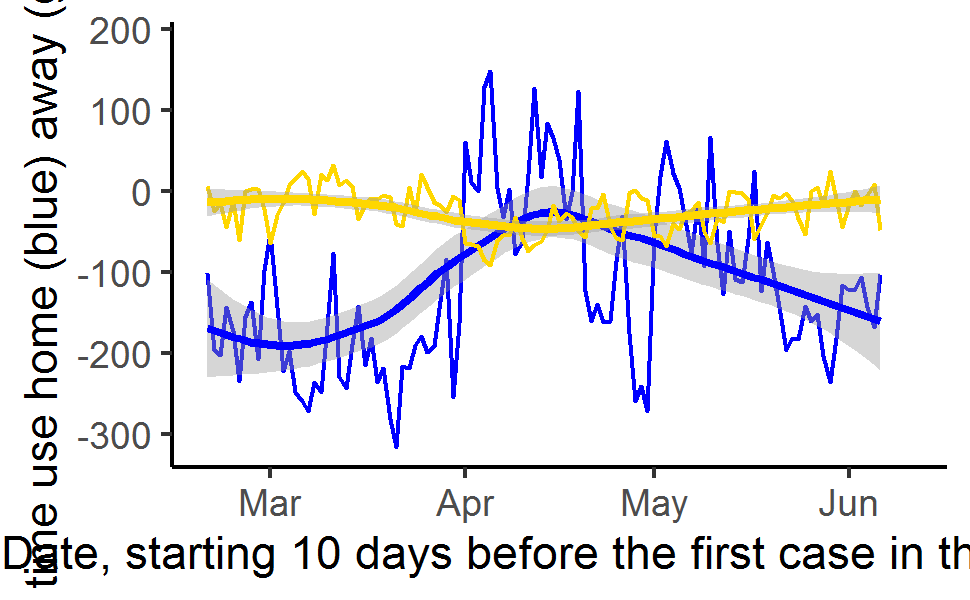 200
100
0
-100
-200
-300
time use home (blue) away (
Mar Apr May Jun
Date, starting 10 days before the first case in th